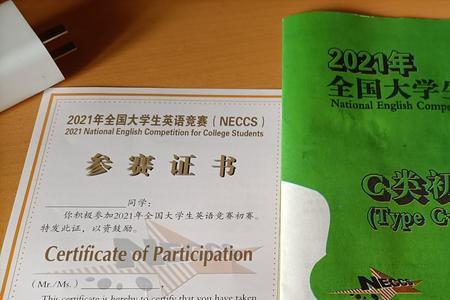 2021年全国大学生英语竞赛（NECCS）
2021 National English Competition for College Students
参赛证书
同学：
你积极参加2021年全国大学生英语竞赛初赛。
特发此证，以资鼓励。
NECCS
Certificate of Participation
(Mr./Ms.)
This certificate is hereby to certify that you have taken
2021年
全国大学生
National English Compe
C类初
(Type C
NECCS